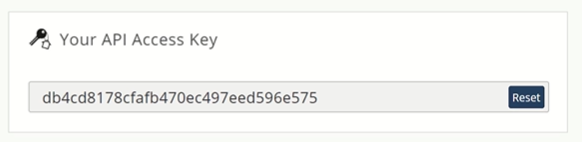 Your API Access Key
db4cd8178cfafb470ec497eed596e575
Reset